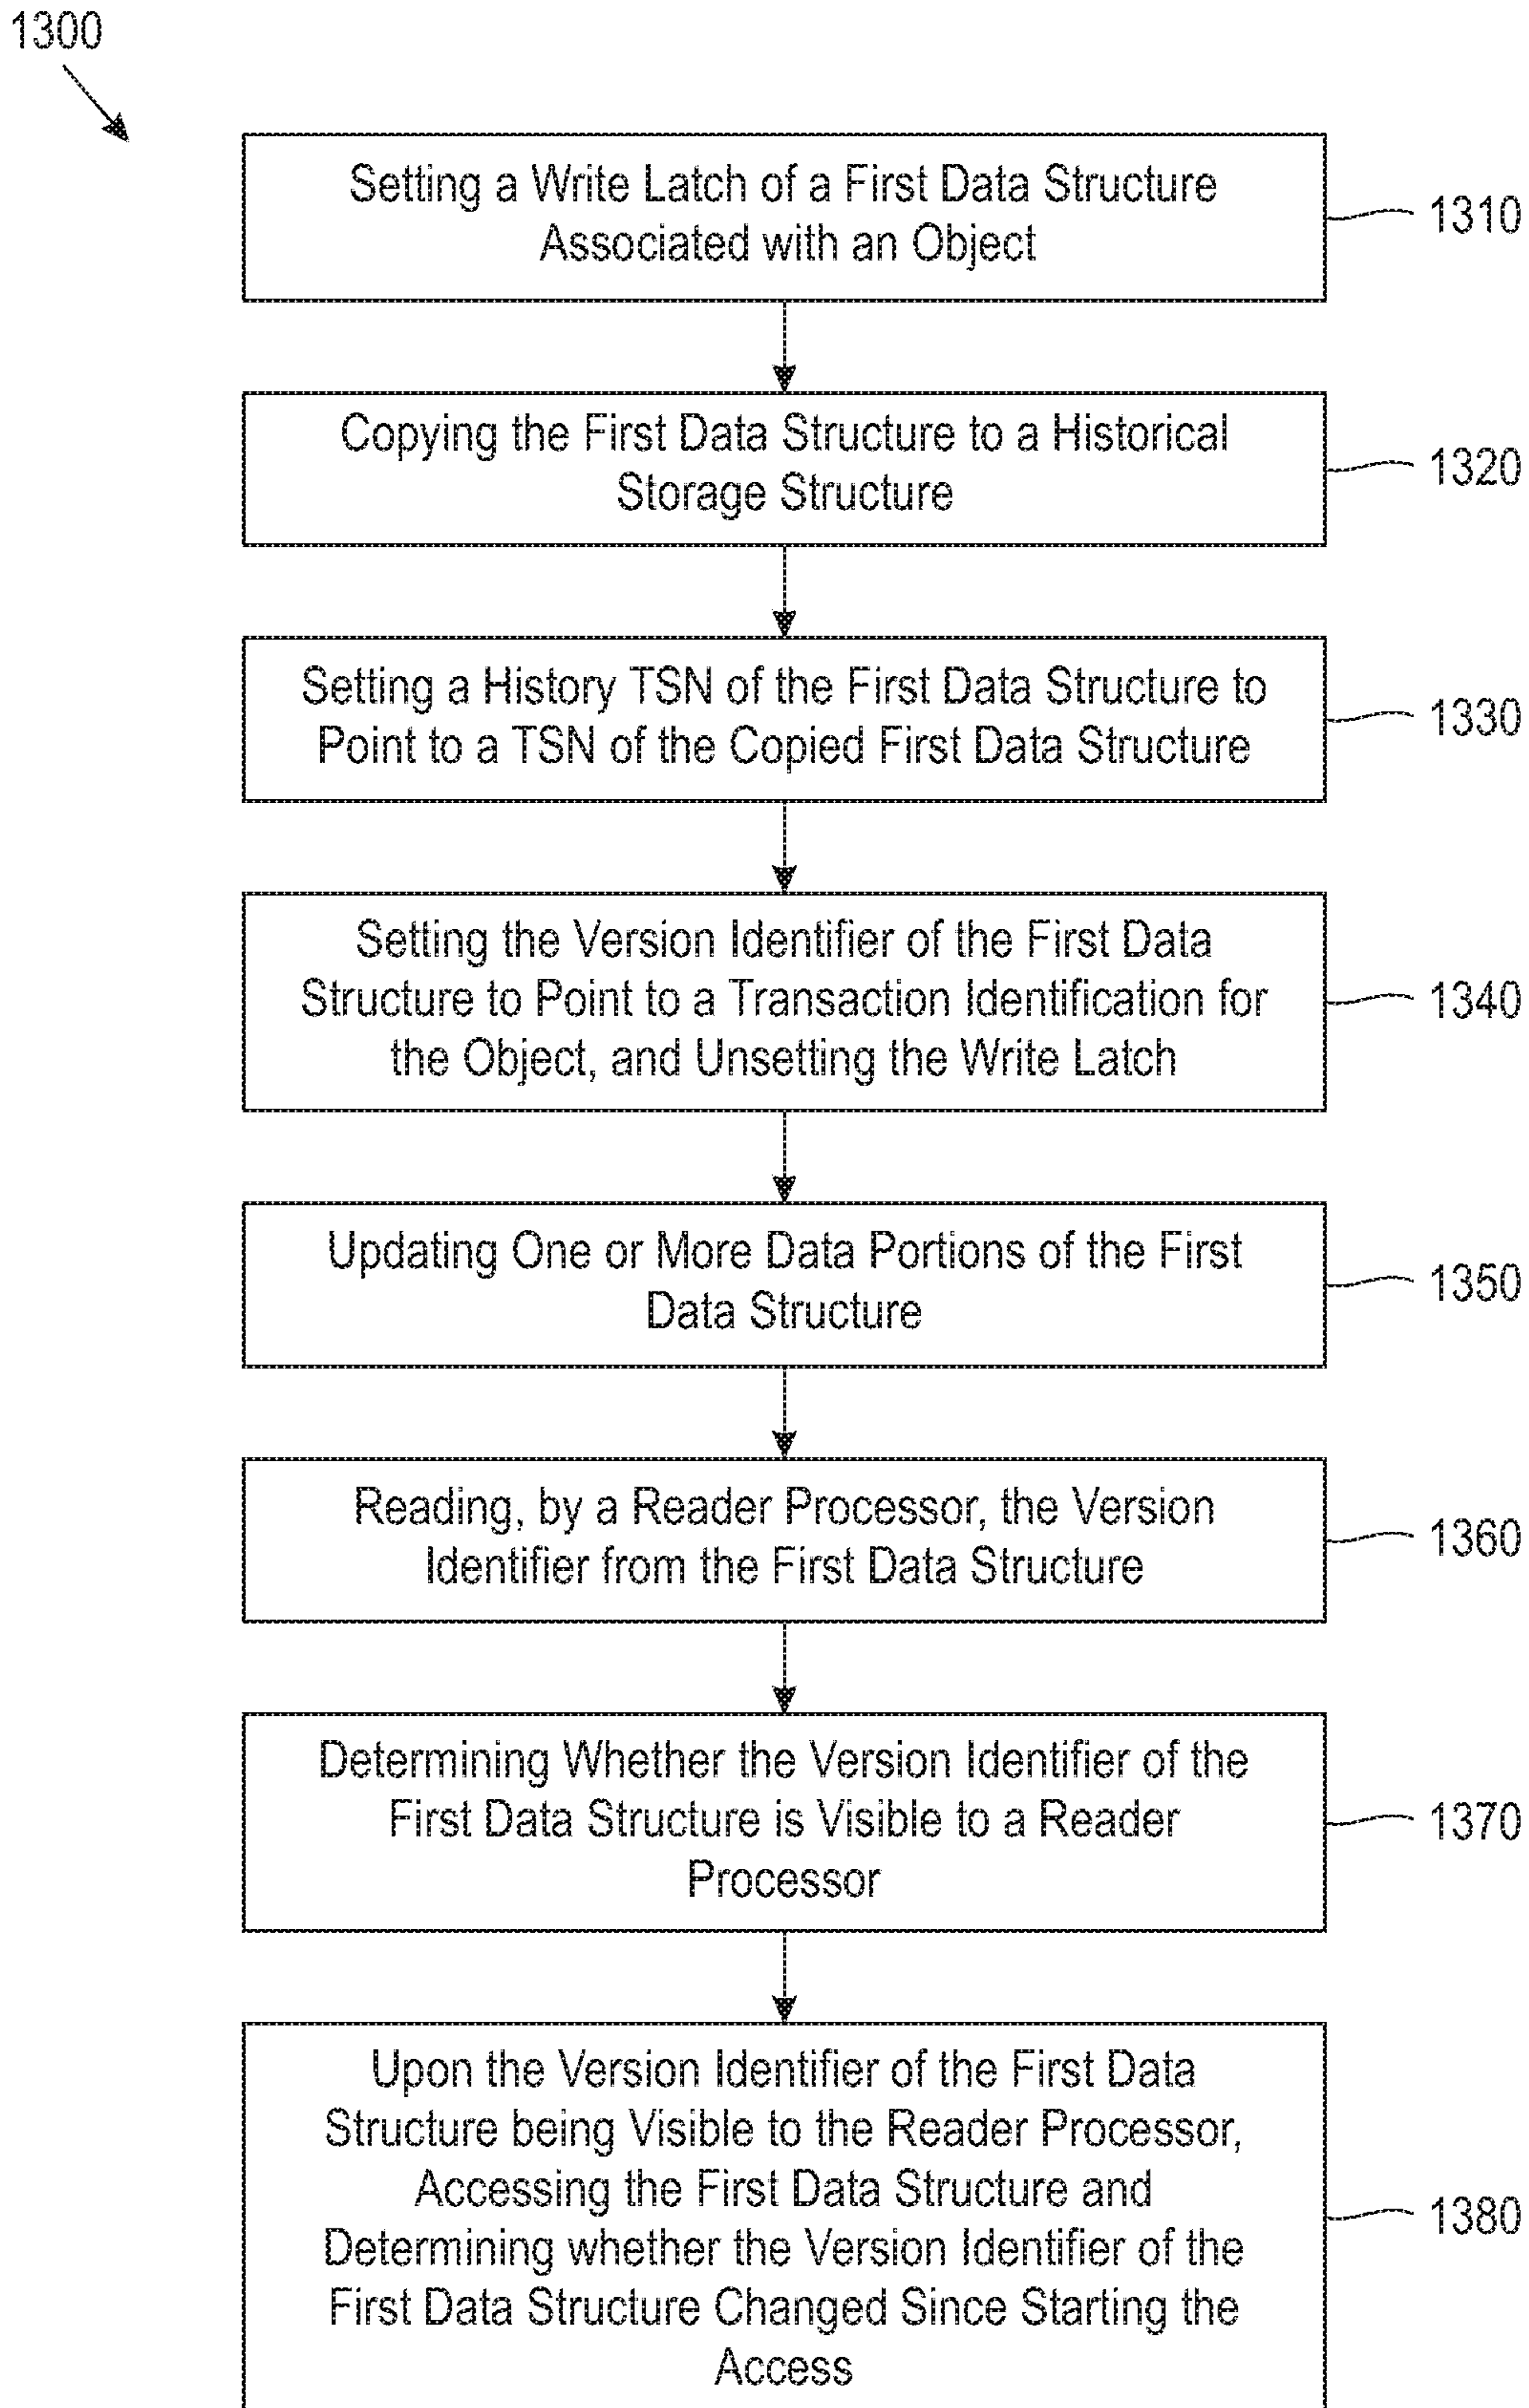 1300
Setting a Write Latch of a First Data Structure
Associated with an Object
1310
Copying the First Data Structure to a Historical
Storage Structure
1320
Setting a History TSN of the First Data Structure to
Point to a TSN of the Copied First Data Structure
1330
Setting the Version Identifier of the First Data
Structure to Point to a Transaction Identification for
the Object, and Unsetting the Write Latch
1340
Updating One or More Data Portions of the First
Data Structure
1350
Reading, by a Reader Processor, the Version
Identifier from the First Data Structure
1360
Determining Whether the Version Identifier of the
First Data Structure is Visible to a Reader
Processor
1370
Upon the Version Identifier of the First Data
Structure being Visible to the Reader Processor,
Accessing the First Data Structure and
Determining whether the Version Identifier of the
First Data Structure Changed Since Starting the
Access
1380